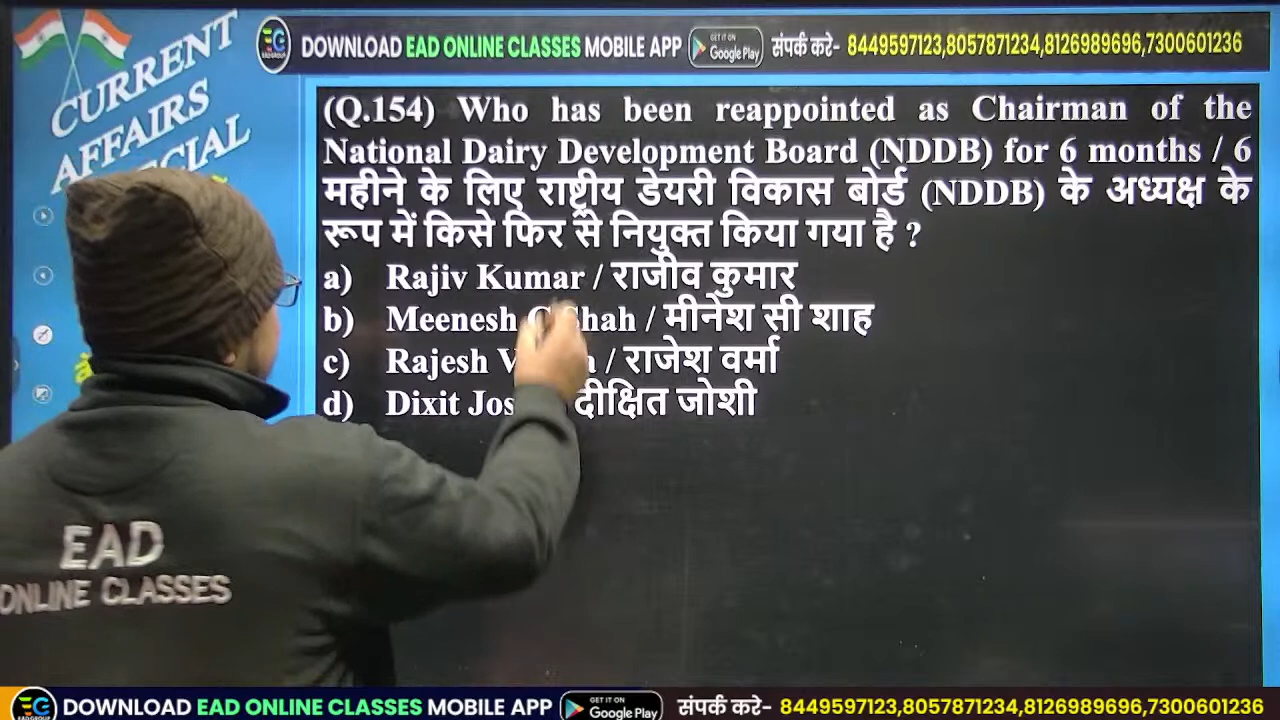 CURRENT
AFFAIRS
DOWNLOAD EAD ONLINE CLASSES MOBILE APP GET IT ON Google Play संपर्क करे- 8449597123,8057871234,8126989696,7300601236
(Q.154) Who has been reappointed as Chairman of the
National Dairy Development Board (NDDB) for 6 months / 6
महीने के लिए राष्ट्रीय डेयरी विकास बोर्ड (NDDB) के अध्यक्ष के
रूप में किसे फिर से नियुक्त किया गया है ?
a) Rajiv Kumar / राजीव कुमार
b) Meenesh C Shah / मीनेश सी शाह
c) Rajesh / राजेश वर्मा
d) Dixit दीक्षित जोशी
EAD
ONLINE CLASSES
EAD GROUP DOWNLOAD EAD ONLINE CLASSES MOBILE APP GET IT ON Google Play संपर्क करे- 8449597123,8057871234,8126989696,7300601236